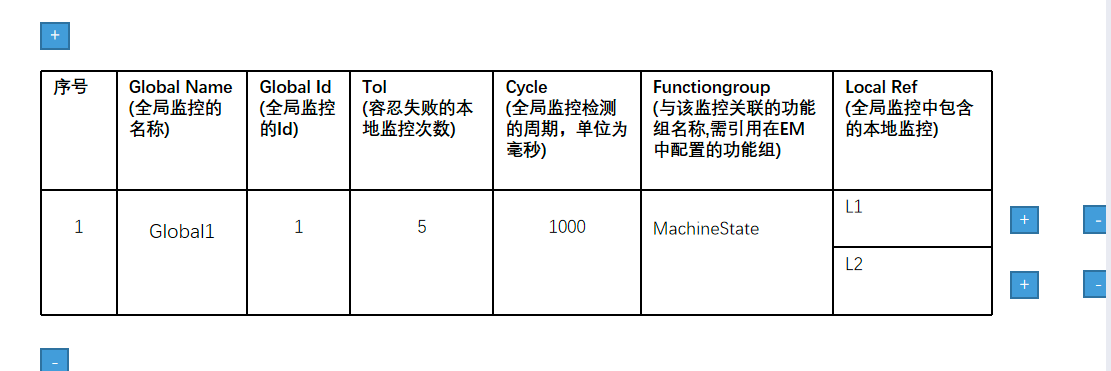 +
序号
Global Name
(全局监控的
名称)
Global Id
(全局监控
的Id)
Tol
(容忍失败的本
地监控次数)
Cycle
(全局监控检测
的周期，单位为
毫秒)
Functiongroup
(与该监控关联的功能
组名称,需引用在EM
中配置的功能组)
Local Ref
(全局监控中包含
的本地监控)
1
Global1
1
5
1000
MachineState
L1
+
-
L2
+
-
-